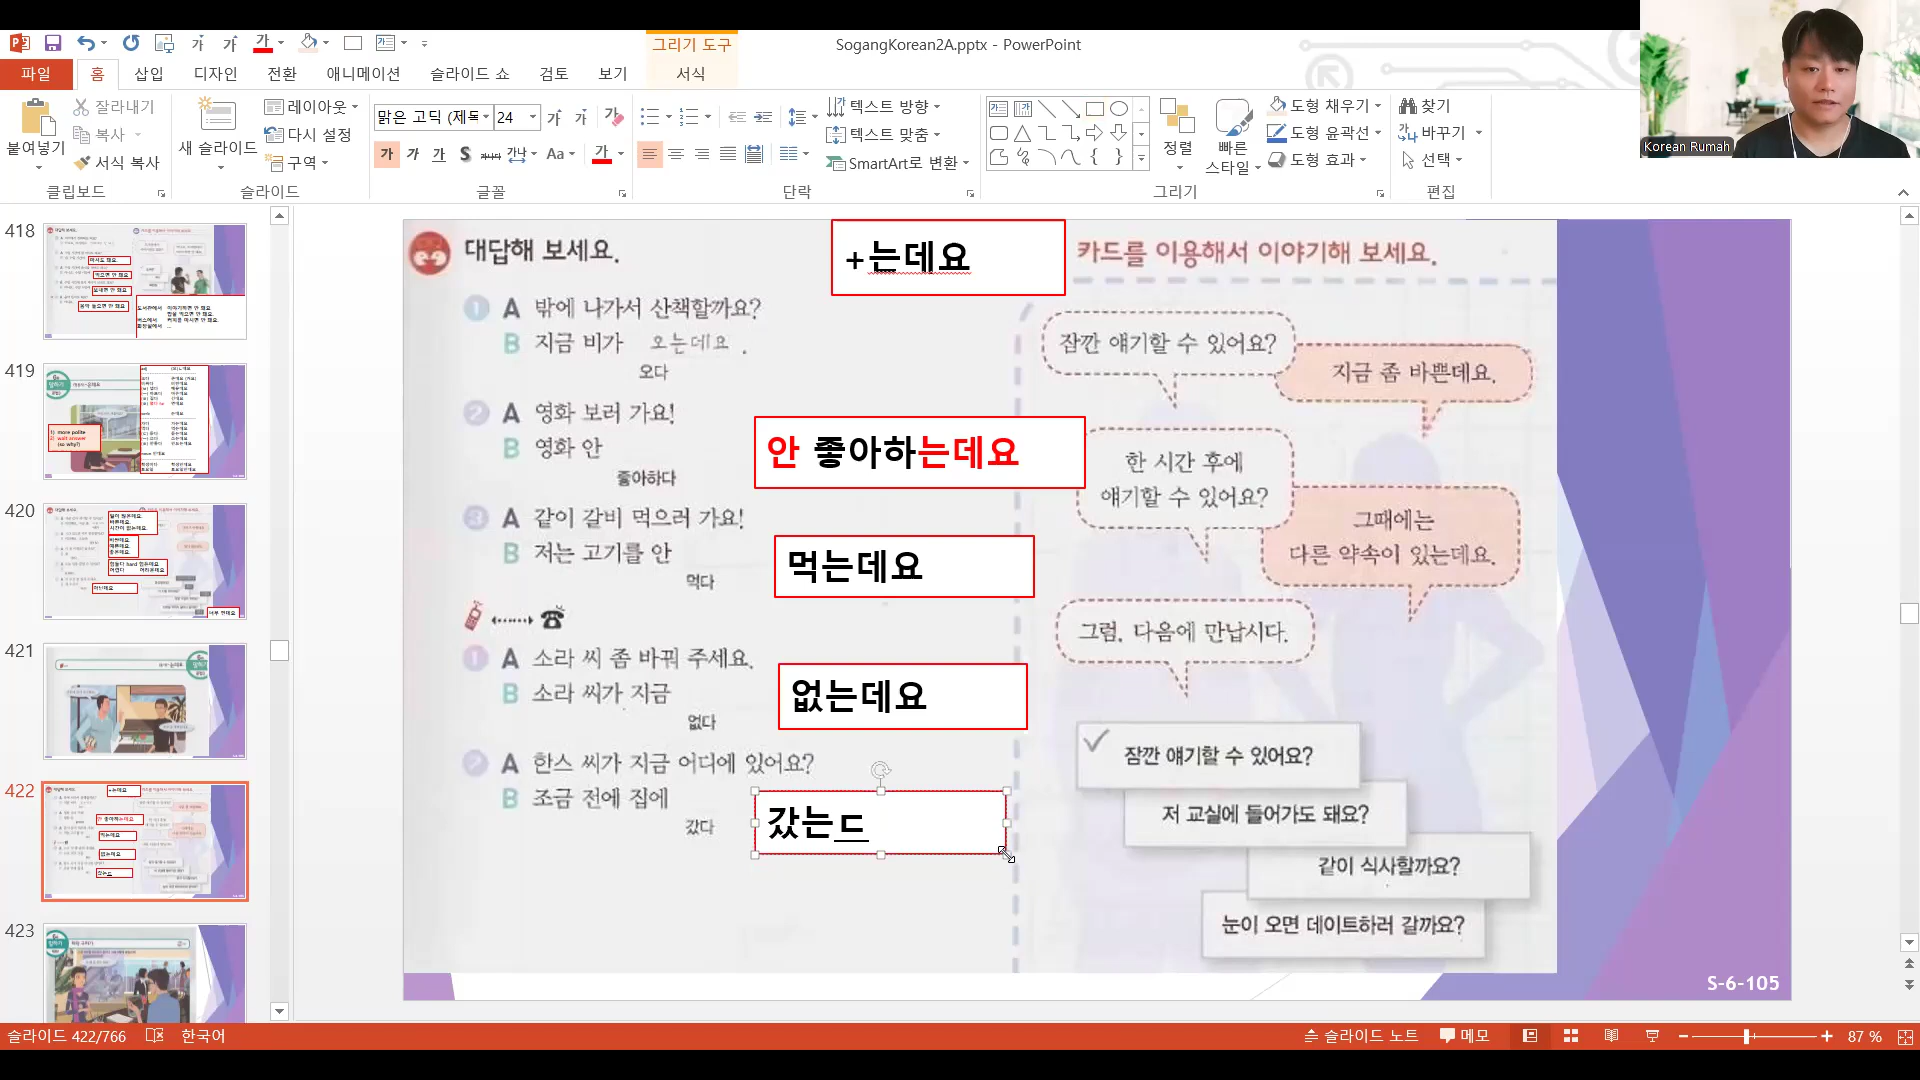 그리기 도구
SogangKorean2A.pptx - PowerPoint
파일 홈 삽입 디자인 전환 애니메이션 슬라이드 쇼 검토 보기 서식
붙여넣기
잘라내기
복사
서식 복사
클립보드
새 슬라이드
레이아웃
다시 설정
구역
슬라이드
맑은 고딕 (제목 24
글꼴
텍스트 방향
텍스트 맞춤
SmartArt로 변환
단락
정렬
빠른 스타일
도형 채우기
도형 윤곽선
도형 효과
그리기
찾기
바꾸기
선택
편집
Korean Rumah
418
419
420
421
422
423
대답해 보세요.
+는데요
1 A 밖에 나가서 산책할까요?
B 지금 비가 오는데요.
오다
2 A 영화 보러 가요!
B 영화 안
안 좋아하는데요
좋아하다
3 A 같이 갈비 먹으러 가요!
B 저는 고기를 안
먹는데요
먹다
1 A 소라 씨 좀 바꿔 주세요.
B 소라 씨가 지금
없는데요
없다
2 A 한스 씨가 지금 어디에 있어요?
B 조금 전에 집에
갔는ㄷ
갔다
카드를 이용해서 이야기해 보세요.
잠깐 얘기할 수 있어요?
지금 좀 바쁜데요.
한 시간 후에
얘기할 수 있어요?
그때에는
다른 약속이 있는데요.
그럼, 다음에 만납시다.
잠깐 얘기할 수 있어요?
저 교실에 들어가도 돼요?
같이 식사할까요?
눈이 오면 데이트하러 갈까요?
S-6-105
슬라이드 422/766 한국어
슬라이드 노트 메모 87 %